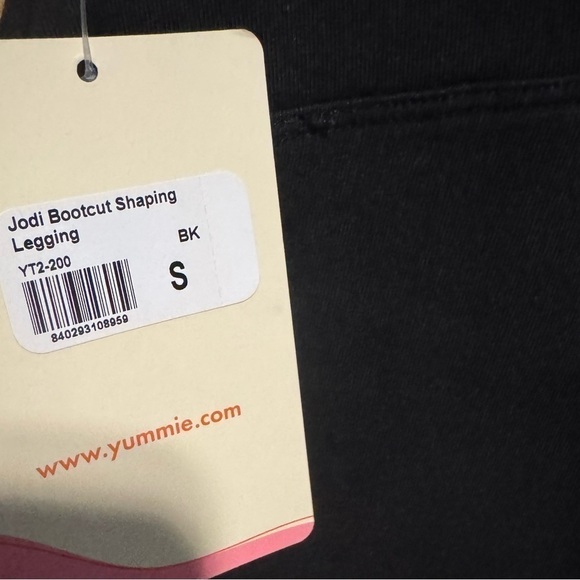 Jodi Bootcut Shaping
Legging
BK
YT2-200
S
840293108959
www.yummie.com